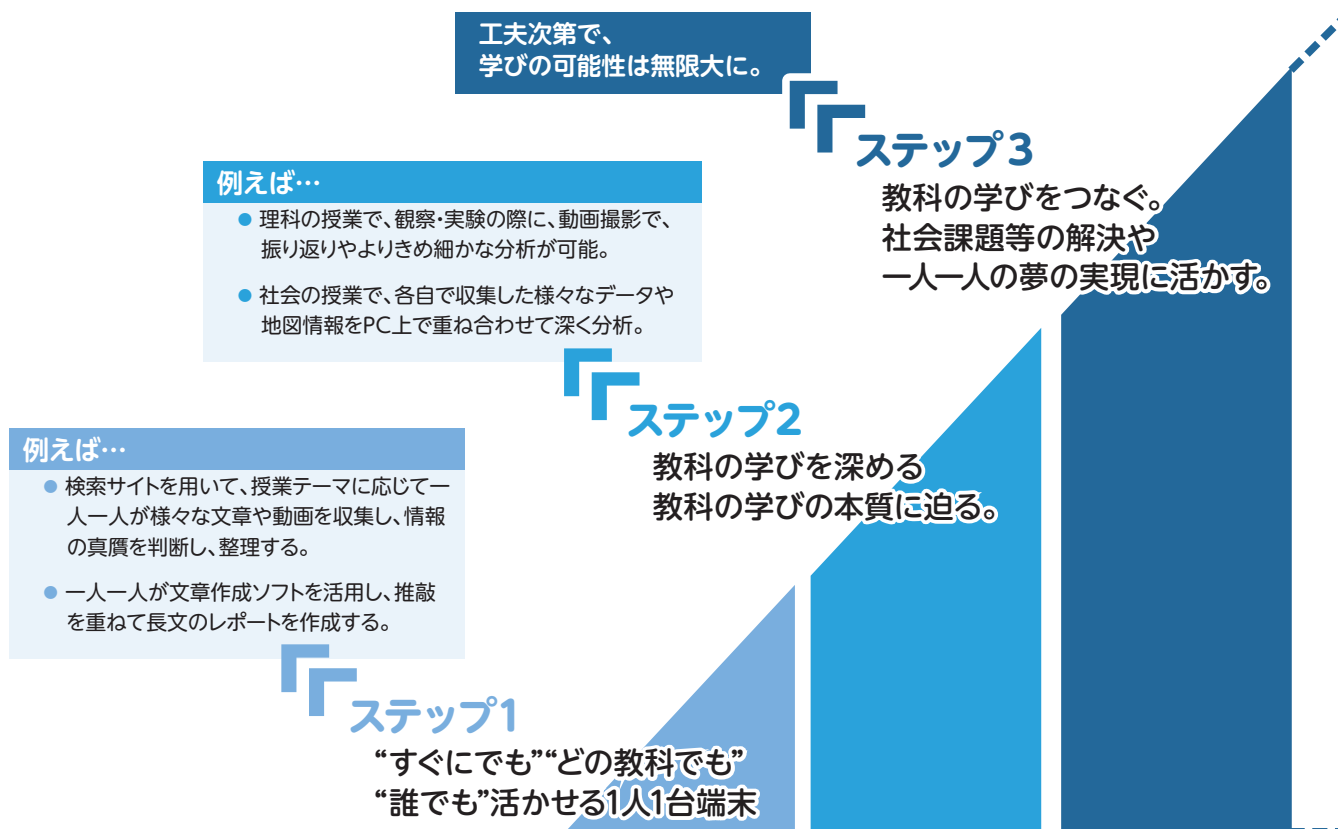 工夫次第で、
学びの可能性は無限大に。
ステップ3
教科の学びをつなぐ。
社会課題等の解決や
一人一人の夢の実現に活かす。
例えば…
● 理科の授業で、観察・実験の際に、動画撮影で、
振り返りやよりきめ細かな分析が可能。
● 社会の授業で、各自で収集した様々なデータや
地図情報をPC上で重ね合わせて深く分析。
ステップ2
教科の学びを深める
教科の学びの本質に迫る。
例えば…
● 検索サイトを用いて、授業テーマに応じて一
人一人が様々な文章や動画を収集し、情報
の真贋を判断し、整理する。
● 一人一人が文章作成ソフトを活用し、推敲
を重ねて長文のレポートを作成する。
ステップ1
“すぐにでも”“どの教科でも”
“誰でも”活かせる1人1台端末